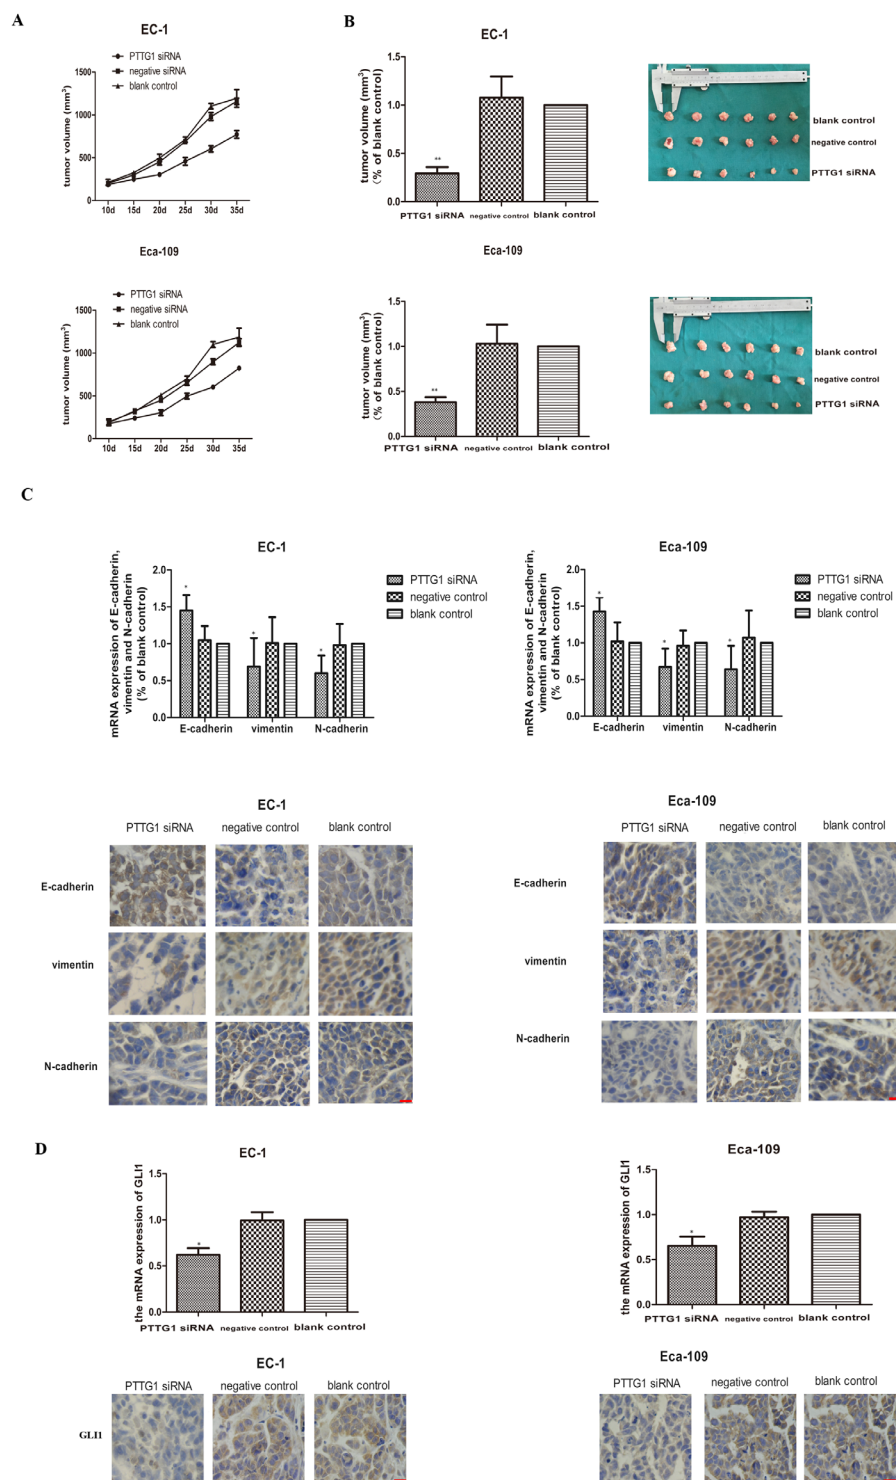 A
EC-1
PTTG1 siRNA
negative siRNA
blank control
tumor volume (mm³)
1500
1000
500
0
10d 15d 20d 25d 30d 35d
Eca-109
PTTG1 siRNA
negative siRNA
blank control
tumor volume (mm³)
1500
1000
500
0
10d 15d 20d 25d 30d 35d
B
EC-1
tumor volume (mm³)
(% of blank control)
1.5
1.0
0.5
0.0
**
PTTG1 siRNA negative control blank control
blank control
negative control
PTTG1 siRNA
Eca-109
tumor volume (mm³)
(% of blank control)
1.5
1.0
0.5
0.0
**
PTTG1 siRNA negative control blank control
blank control
negative control
PTTG1 siRNA
C
EC-1
mRNA expression of E-cadherin,
vimentin and N-cadherin
(% of blank control)
2.0
1.5
1.0
0.5
0.0
* * *
E-cadherin vimentin N-cadherin
PTTG1 siRNA
negative control
blank control
Eca-109
mRNA expression of E-cadherin,
vimentin and N-cadherin
(% of blank control)
2.0
1.5
1.0
0.5
0.0
* * *
E-cadherin vimentin N-cadherin
PTTG1 siRNA
negative control
blank control
EC-1
PTTG1 siRNA negative control blank control
E-cadherin
vimentin
N-cadherin
Eca-109
PTTG1 siRNA negative control blank control
E-cadherin
vimentin
N-cadherin
D
EC-1
the mRNA expression of GLI1
1.5
1.0
0.5
0.0
*
PTTG1 siRNA negative control blank control
Eca-109
the mRNA expression of GLI1
1.5
1.0
0.5
0.0
*
PTTG1 siRNA negative control blank control
EC-1
PTTG1 siRNA negative control blank control
GLI1
Eca-109
PTTG1 siRNA negative control blank control